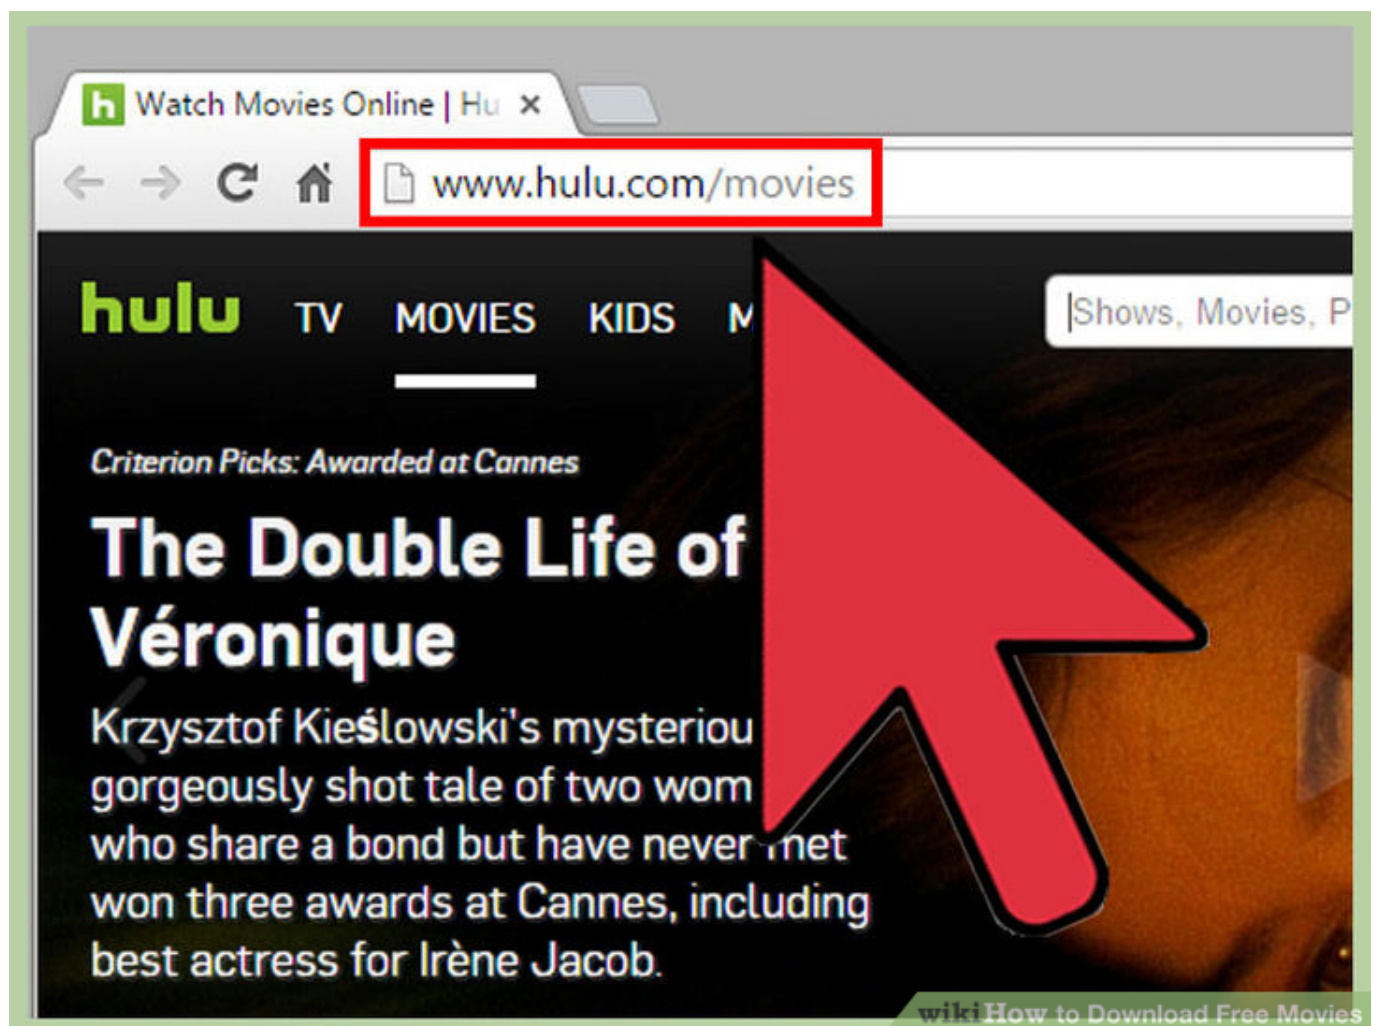 Watch Movies Online | Hu
www.hulu.com/movies
hulu TV MOVIES KIDS
Shows, Movies, P
Criterion Picks: Awarded at Cannes
The Double Life of
Véronique
Krzysztof Kieślowski's mysteriou
gorgeously shot tale of two wom
who share a bond but have never met
won three awards at Cannes, including
best actress for Irène Jacob.
wikiHow to Download Free Movies